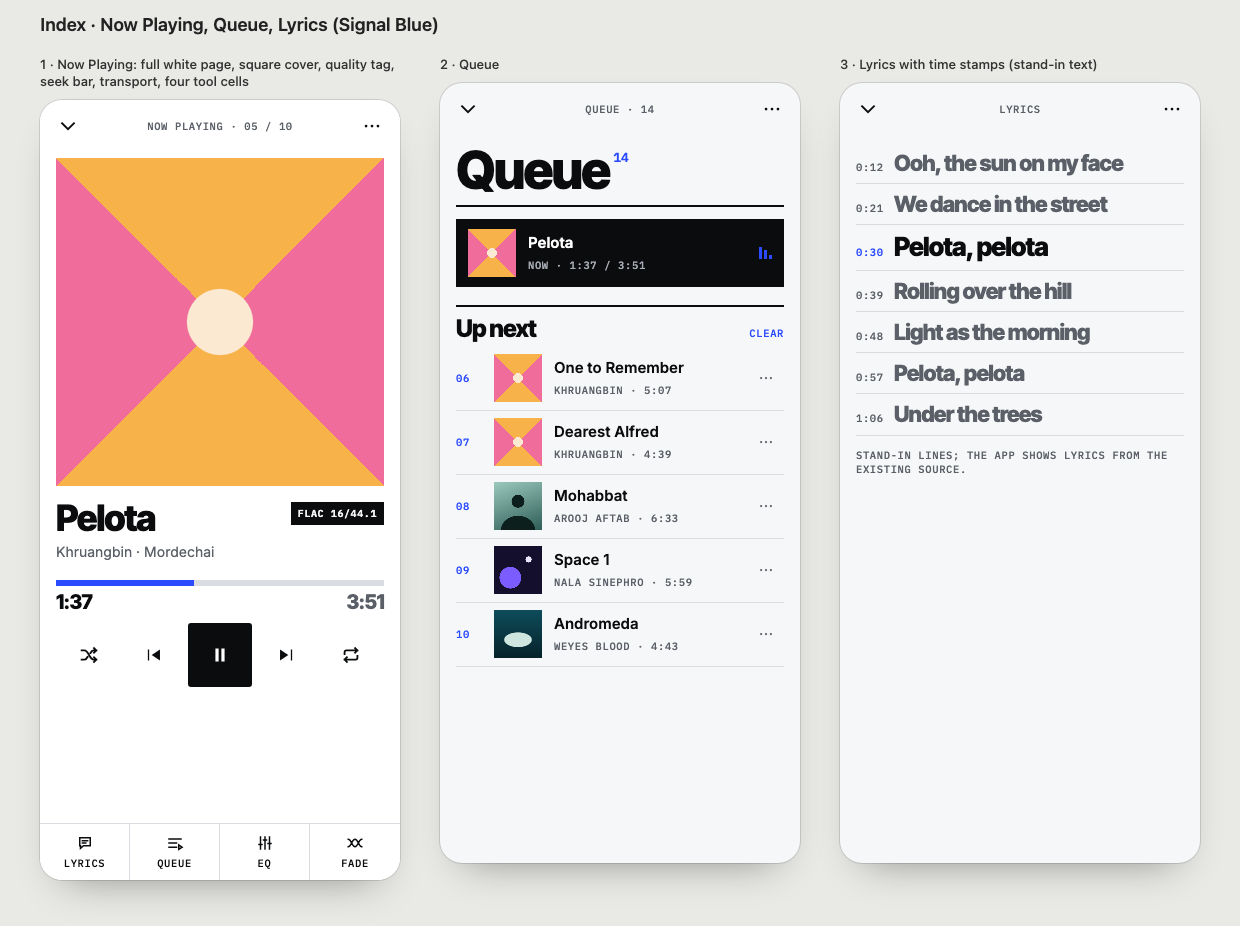 Index · Now Playing, Queue, Lyrics (Signal Blue)
1 · Now Playing: full white page, square cover, quality tag,
seek bar, transport, four tool cells
NOW PLAYING · 05 / 10
Pelota
FLAC 16/44.1
Khruangbin · Mordechai
1:37
3:51
LYRICS
QUEUE
EQ
FADE
2 · Queue
QUEUE · 14
Queue 14
Pelota
NOW · 1:37 / 3:51
Up next
CLEAR
06
One to Remember
KHRUANGBIN · 5:07
07
Dearest Alfred
KHRUANGBIN · 4:39
08
Mohabbat
AROOJ AFTAB · 6:33
09
Space 1
NALA SINEPHRO · 5:59
10
Andromeda
WEYES BLOOD · 4:43
3 · Lyrics with time stamps (stand-in text)
LYRICS
0:12 Ooh, the sun on my face
0:21 We dance in the street
0:30 Pelota, pelota
0:39 Rolling over the hill
0:48 Light as the morning
0:57 Pelota, pelota
1:06 Under the trees
STAND-IN LINES; THE APP SHOWS LYRICS FROM THE
EXISTING SOURCE.